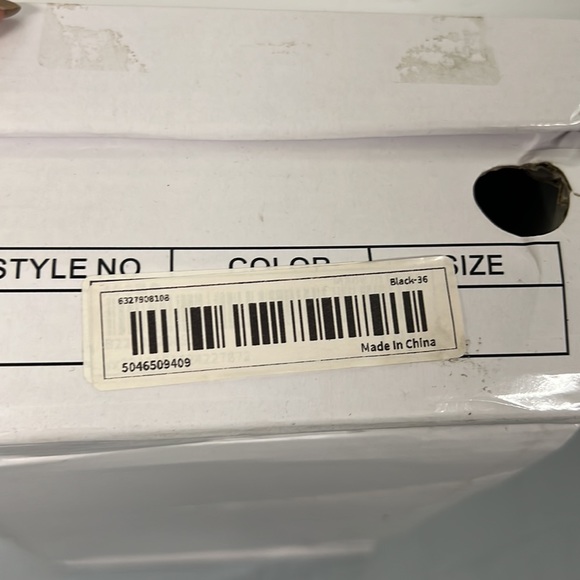 STYLE NO COLOR SIZE
6327908108 Black-36
5046509409 Made In China